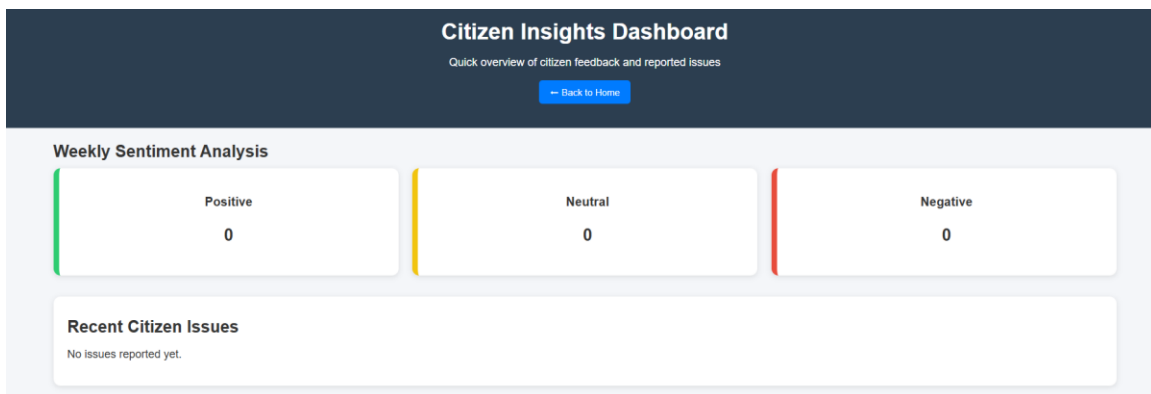 Citizen Insights Dashboard
Quick overview of citizen feedback and reported issues
← Back to Home
Weekly Sentiment Analysis
Positive
Neutral
Negative
0
0
0
Recent Citizen Issues
No issues reported yet.